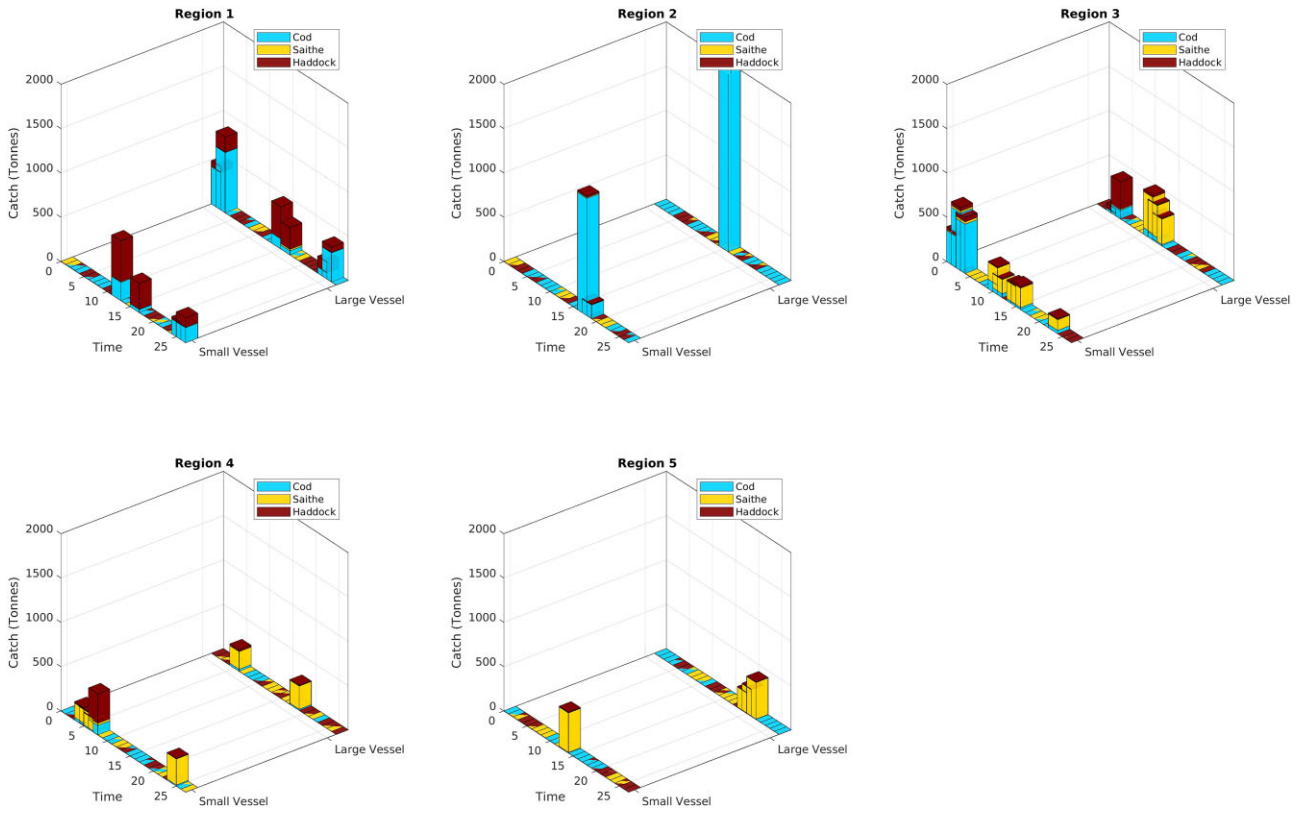 Region 1
Cod
Saithe
Haddock
2000
1500
1000
500
0
Catch (Tonnes)
5
10
15
20
25
Time
Large Vessel
Small Vessel
Region 2
Cod
Saithe
Haddock
2000
1500
1000
500
0
Catch (Tonnes)
5
10
15
20
25
Time
Large Vessel
Small Vessel
Region 3
Cod
Saithe
Haddock
2000
1500
1000
500
0
Catch (Tonnes)
0
5
10
15
20
25
Time
Large Vessel
Small Vessel
Region 4
Cod
Saithe
Haddock
2000
1500
1000
500
0
Catch (Tonnes)
0
5
10
15
20
25
Time
Large Vessel
Small Vessel
Region 5
Cod
Saithe
Haddock
2000
1500
1000
500
0
Catch (Tonnes)
0
5
10
15
20
25
Time
Large Vessel
Small Vessel